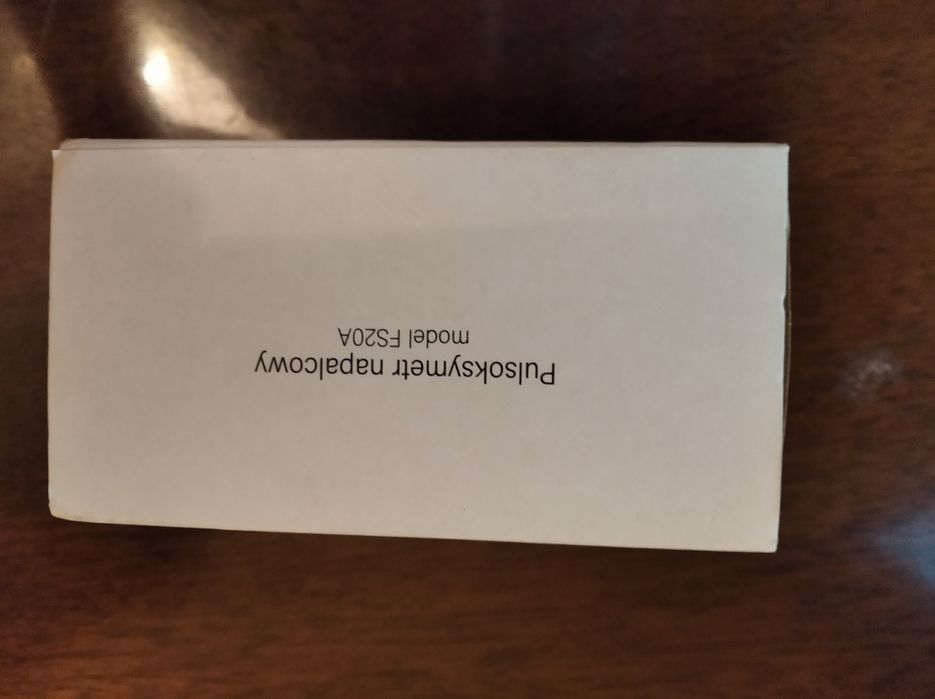 Pulsoksymetr napalcowy
model FS20A